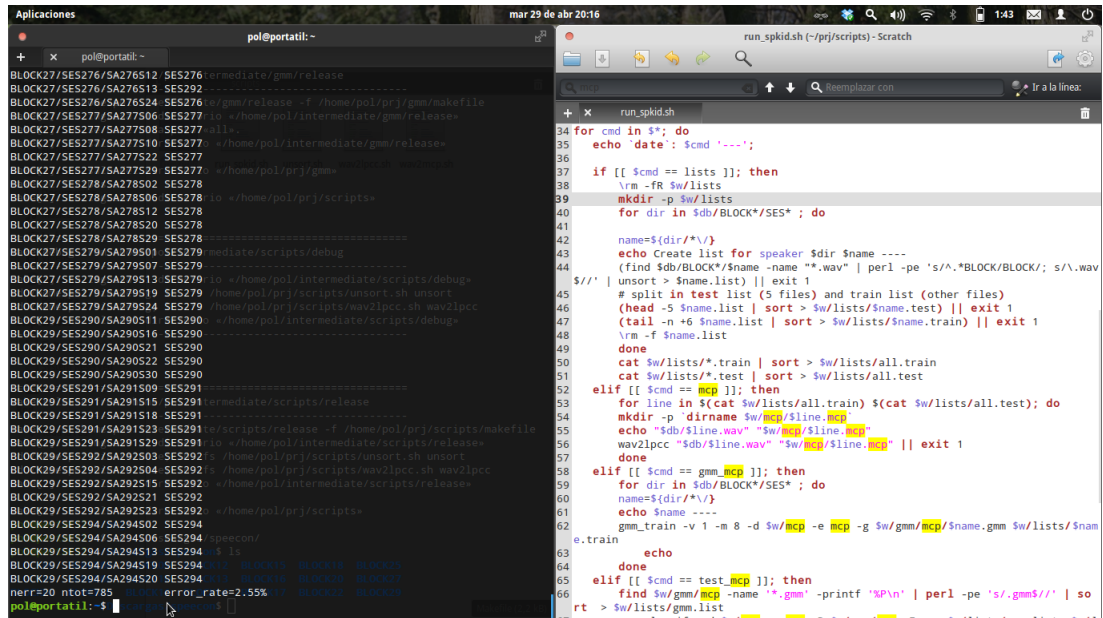 Aplicaciones
mar 29 de abr 20:16
1:43
pol@portatil: ~
+ × pol@portatil: ~
BLOCK27/SES276/SA276S12 SES276
BLOCK27/SES276/SA276S13 SES292
BLOCK27/SES276/SA276S24 SES276
BLOCK27/SES277/SA277S06 SES277
BLOCK27/SES277/SA277S08 SES277
BLOCK27/SES277/SA277S10 SES277
BLOCK27/SES277/SA277S22 SES277
BLOCK27/SES277/SA277S29 SES277
BLOCK27/SES278/SA278S02 SES278
BLOCK27/SES278/SA278S06 SES278
BLOCK27/SES278/SA278S12 SES278
BLOCK27/SES278/SA278S20 SES278
BLOCK27/SES278/SA278S29 SES278
BLOCK27/SES279/SA279S01 SES279
BLOCK27/SES279/SA279S07 SES279
BLOCK27/SES279/SA279S13 SES279
BLOCK27/SES279/SA279S19 SES279
BLOCK27/SES279/SA279S24 SES279
BLOCK29/SES290/SA290S11 SES290
BLOCK29/SES290/SA290S16 SES290
BLOCK29/SES290/SA290S21 SES290
BLOCK29/SES290/SA290S22 SES290
BLOCK29/SES290/SA290S30 SES290
BLOCK29/SES291/SA291S09 SES291
BLOCK29/SES291/SA291S15 SES291
BLOCK29/SES291/SA291S18 SES291
BLOCK29/SES291/SA291S23 SES291
BLOCK29/SES291/SA291S29 SES291
BLOCK29/SES292/SA292S03 SES292
BLOCK29/SES292/SA292S04 SES292
BLOCK29/SES292/SA292S15 SES292
BLOCK29/SES292/SA292S21 SES292
BLOCK29/SES292/SA292S23 SES292
BLOCK29/SES294/SA294S02 SES294
BLOCK29/SES294/SA294S06 SES294
BLOCK29/SES294/SA294S13 SES294
BLOCK29/SES294/SA294S19 SES294
BLOCK29/SES294/SA294S20 SES294
nerr=20 ntot=785 error_rate=2.55%
pol@portatil:~$
run_spkid.sh (~/prj/scripts) - Scratch
mcp
Reemplazar con
Ir a la línea:
+ × run_spkid.sh
34 for cmd in $*; do
35 echo `date`: $cmd '---';
36
37 if [[ $cmd == lists ]]; then
38 \rm -fR $w/lists
39 mkdir -p $w/lists
40 for dir in $db/BLOCK*/SES* ; do
41
42 name=${dir/*\/}
43 echo Create list for speaker $dir $name ----
44 (find $db/BLOCK*/$name -name "*.wav" | perl -pe 's/^.*BLOCK/BLOCK/; s/\.wav
$//' | unsort > $name.list) || exit 1
45 # split in test list (5 files) and train list (other files)
46 (head -5 $name.list | sort > $w/lists/$name.test) || exit 1
47 (tail -n +6 $name.list | sort > $w/lists/$name.train) || exit 1
48 \rm -f $name.list
49 done
50 cat $w/lists/*.train | sort > $w/lists/all.train
51 cat $w/lists/*.test | sort > $w/lists/all.test
52 elif [[ $cmd == mcp ]]; then
53 for line in $(cat $w/lists/all.train) $(cat $w/lists/all.test); do
54 mkdir -p `dirname $w/mcp/$line.mcp`
55 echo "$db/$line.wav" "$w/mcp/$line.mcp"
56 wav2lpcc "$db/$line.wav" "$w/mcp/$line.mcp" || exit 1
57 done
58 elif [[ $cmd == gmm_mcp ]]; then
59 for dir in $db/BLOCK*/SES* ; do
60 name=${dir/*\/}
61 echo $name ----
62 gmm_train -v 1 -m 8 -d $w/mcp -e mcp -g $w/gmm/mcp/$name.gmm $w/lists/$nam
e.train
63 echo
64 done
65 elif [[ $cmd == test_mcp ]]; then
66 find $w/gmm/mcp -name '*.gmm' -printf '%P\n' | perl -pe 's/.gmm$//' | so
rt > $w/lists/gmm.list